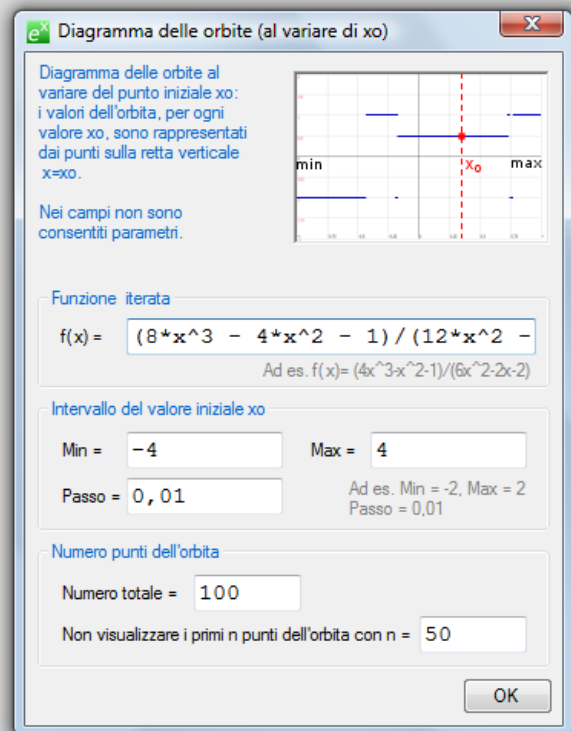 Diagramma delle orbite (al variare di xo)
Diagramma delle orbite al
variare del punto iniziale xo:
i valori dell'orbita, per ogni
valore xo, sono rappresentati
dai punti sulla retta verticale
x=xo.
Nei campi non sono
consentiti parametri.
min
X0
max
Funzione iterata
f(x) = (8*x^3 - 4*x^2 - 1)/(12*x^2 -
Ad es. f(x)= (4x^3-x^2-1)/(6x^2-2x-2)
Intervallo del valore iniziale xo
Min = -4 Max = 4
Passo = 0,01
Ad es. Min = -2, Max = 2
Passo = 0,01
Numero punti dell'orbita
Numero totale = 100
Non visualizzare i primi n punti dell'orbita con n = 50
OK